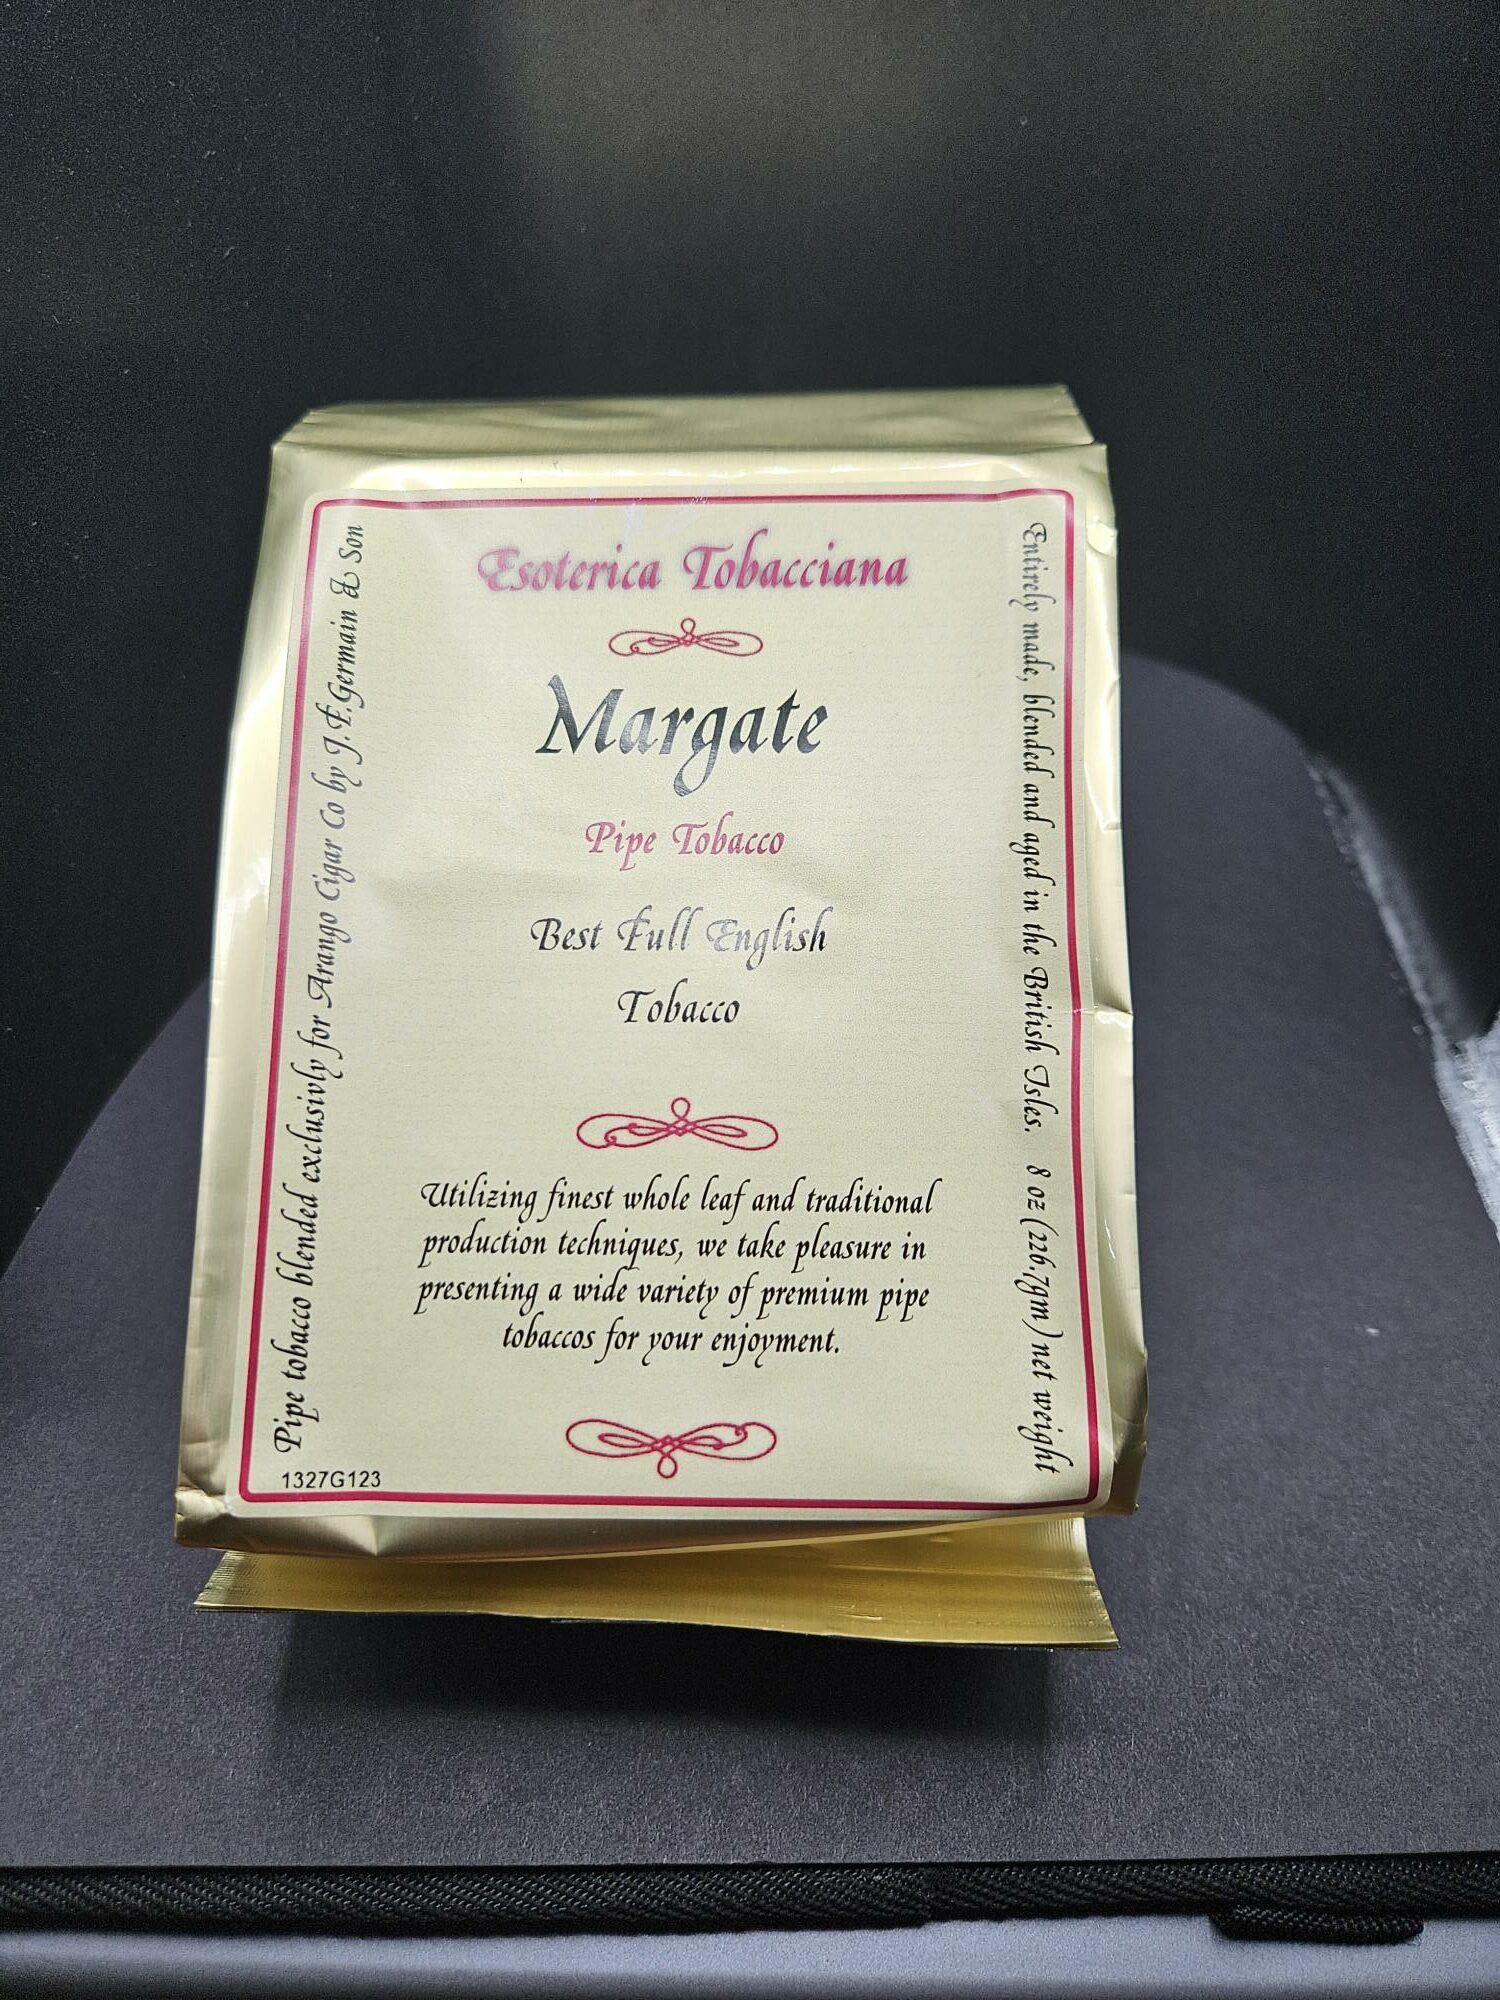 Esoterica Tobacciana
Margate
Pipe Tobacco
Best Full English
Tobacco
Utilizing finest whole leaf and traditional
production techniques, we take pleasure in
presenting a wide variety of premium pipe
tobaccos for your enjoyment.
Pipe tobacco blended exclusivly for Arango Cigar Co by J.F.Germain & Son
Entirely made, blended and aged in the British Isles. 8 oz (226.7gm) net weight
1327G123